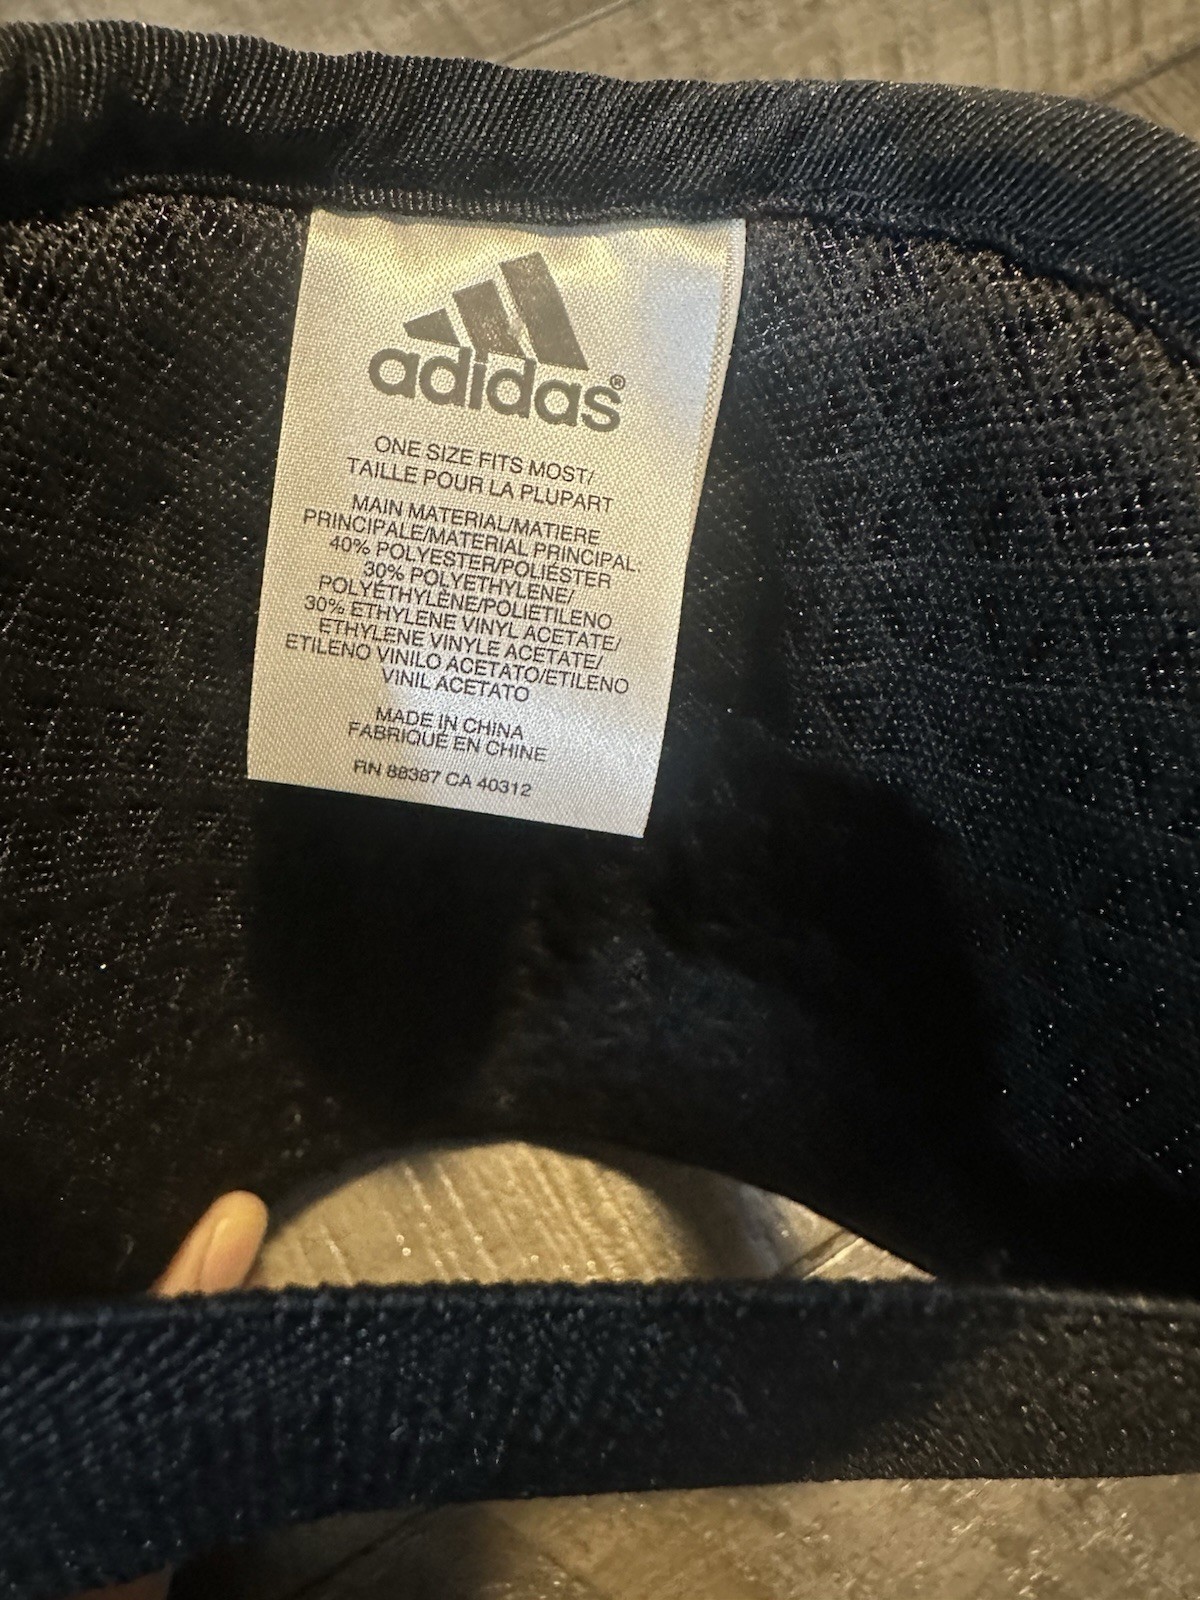 adidas®
ONE SIZE FITS MOST/
TAILLE POUR LA PLUPART
MAIN MATERIAL/MATIERE
PRINCIPALE/MATERIAL PRINCIPAL.
40% POLYESTER/POLIÉSTER
30% POLYETHYLENE/
POLYÉTHYLÈNE/POLIETILENO
30% ETHYLENE VINYL ACETATE/
ETHYLENE VINYLE ACETATE/
ETILENO VINILO ACETATO/ETILENO
VINIL ACETATO
MADE IN CHINA
FABRIQUÉ EN CHINE
RN 88387 CA 40312